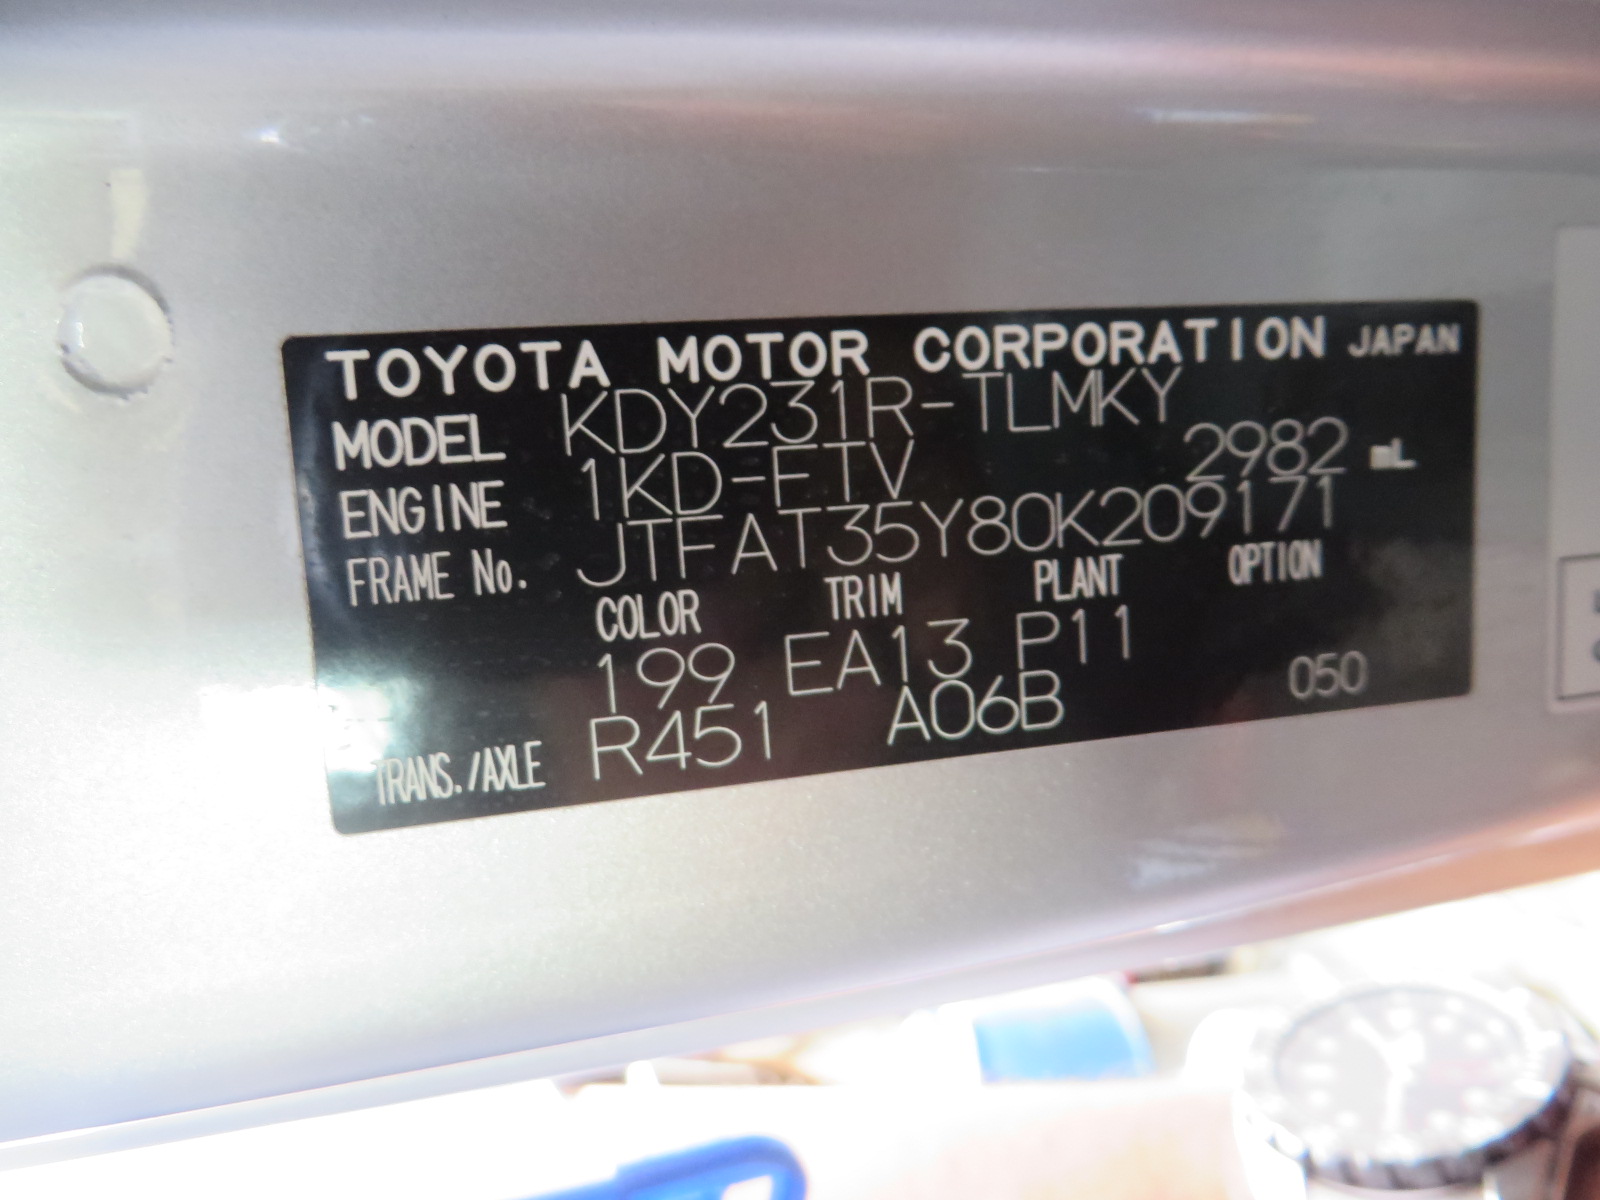 TOYOTA MOTOR CORPORATION JAPAN
MODEL KDY231R-TLMKY
ENGINE 1KD-FTV 2982 mL
FRAME No. JTFAT35Y80K209171
COLOR TRIM PLANT OPTION
199 EA13 P11
TRANS./AXLE R451 A06B 050